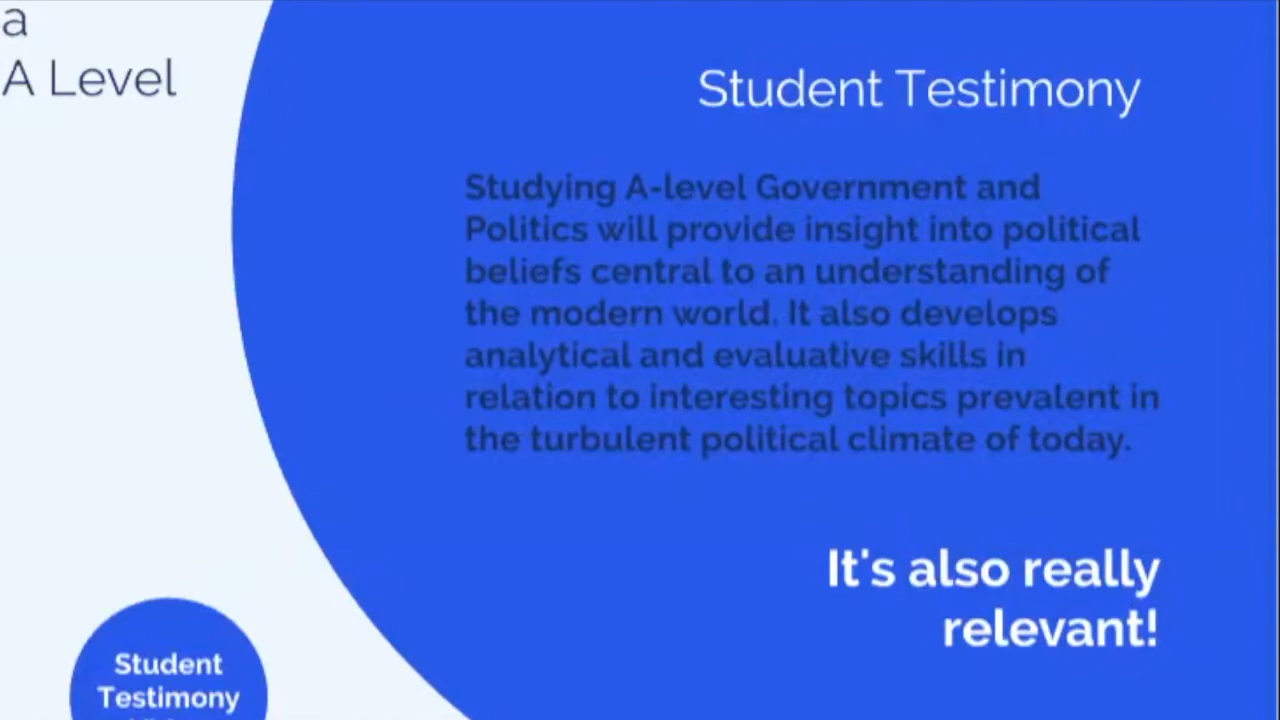 a
A Level
Student Testimony
Studying A-level Government and
Politics will provide insight into political
beliefs central to an understanding of
the modern world. It also develops
analytical and evaluative skills in
relation to interesting topics prevalent in
the turbulent political climate of today.
It's also really
relevant!
Student
Testimony